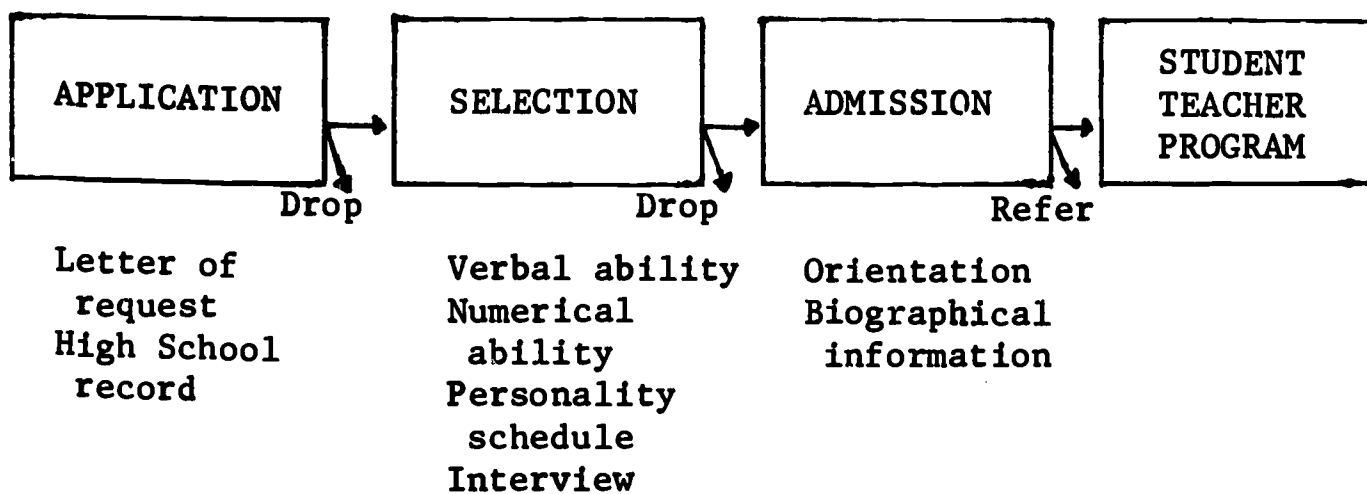 APPLICATION
SELECTION
ADMISSION
STUDENT
TEACHER
PROGRAM
Drop
Drop
Refer
Letter of
request
High School
record
Verbal ability
Numerical
ability
Personality
schedule
Interview
Orientation
Biographical
information